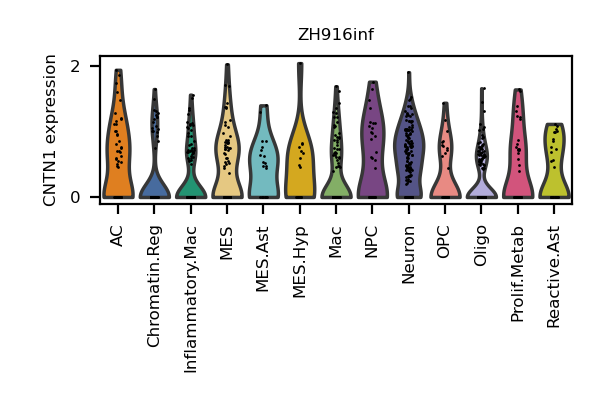 ZH916inf
CNTN1 expression
2
0
AC
Chromatin.Reg
Inflammatory.Mac
MES
MES.Ast
MES.Hyp
Mac
NPC
Neuron
OPC
Oligo
Prolif.Metab
Reactive.Ast